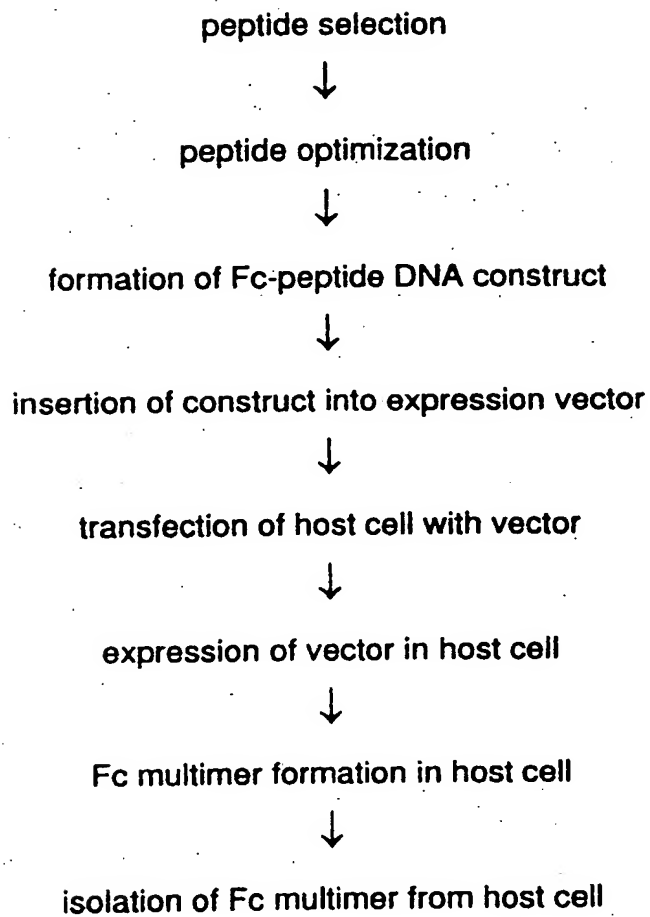 peptide selection
↓
peptide optimization
↓
formation of Fc-peptide DNA construct
↓
insertion of construct into expression vector
↓
transfection of host cell with vector
↓
expression of vector in host cell
↓
Fc multimer formation in host cell
↓
isolation of Fc multimer from host cell